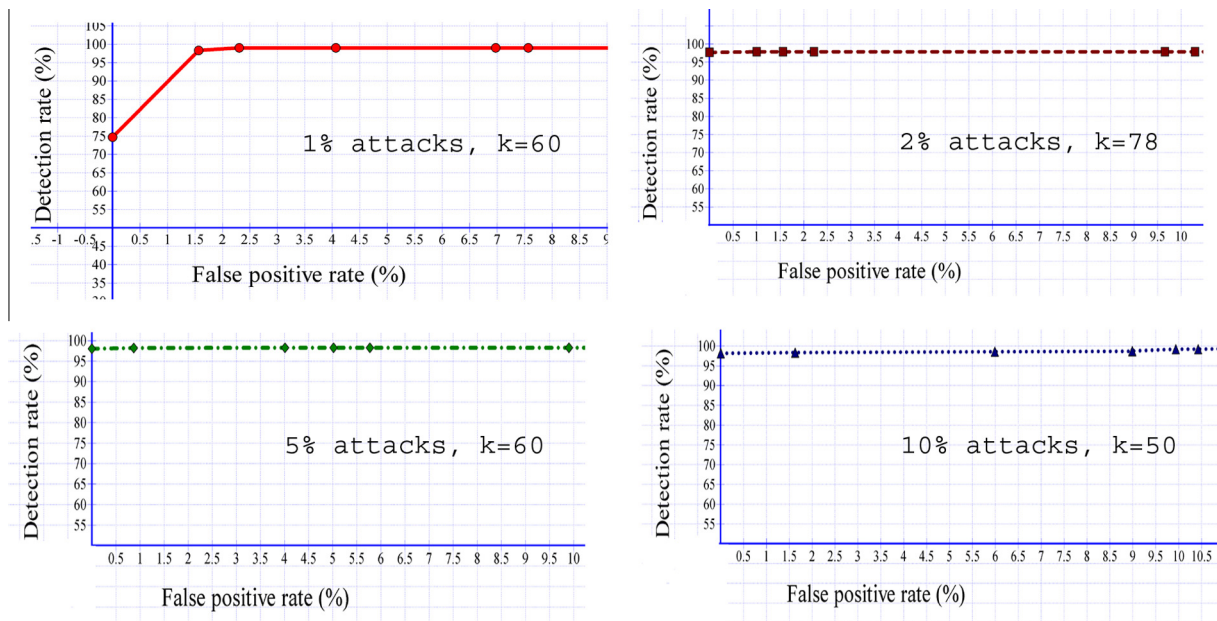 105
100
95
90
85
80
75
70
65
60
55
45
40
35
30
Detection rate (%)
1% attacks, k=60
.5 -1 -0.5 0.5 1 1.5 2 2.5 3 3.5 4 4.5 5 5.5 6 6.5 7 7.5 8 8.5 9
False positive rate (%)
100
95
90
85
80
75
70
65
60
55
Detection rate (%)
2% attacks, k=78
0.5 1 1.5 2 2.5 3 3.5 4 4.5 5 5.5 6 6.5 7 7.5 8 8.5 9 9.5 10
False positive rate (%)
100
95
90
85
80
75
70
65
60
55
Detection rate (%)
5% attacks, k=60
0.5 1 1.5 2 2.5 3 3.5 4 4.5 5 5.5 6 6.5 7 7.5 8 8.5 9 9.5 10
False positive rate (%)
100
95
90
85
80
75
70
65
60
55
Detection rate (%)
10% attacks, k=50
0.5 1 1.5 2 2.5 3 3.5 4 4.5 5 5.5 6 6.5 7 7.5 8 8.5 9 9.5 10 10.5
False positive rate (%)